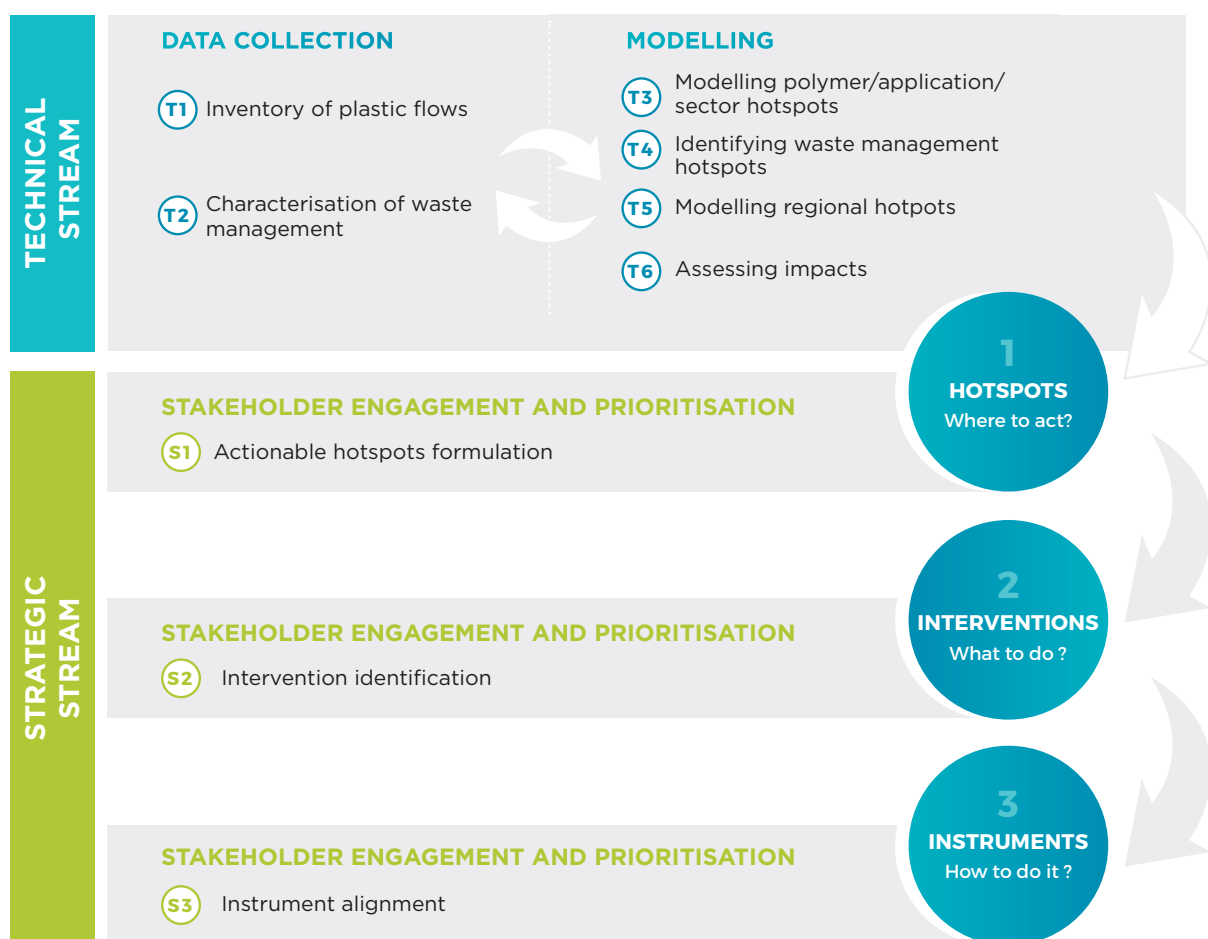 TECHNICAL
STREAM
DATA COLLECTION
T1 Inventory of plastic flows
T2 Characterisation of waste
management
MODELLING
T3 Modelling polymer/application/
sector hotspots
T4 Identifying waste management
hotspots
T5 Modelling regional hotpots
T6 Assessing impacts
1
HOTSPOTS
Where to act?
STRATEGIC
STREAM
STAKEHOLDER ENGAGEMENT AND PRIORITISATION
S1 Actionable hotspots formulation
2
INTERVENTIONS
What to do ?
STAKEHOLDER ENGAGEMENT AND PRIORITISATION
S2 Intervention identification
3
INSTRUMENTS
How to do it ?
STAKEHOLDER ENGAGEMENT AND PRIORITISATION
S3 Instrument alignment